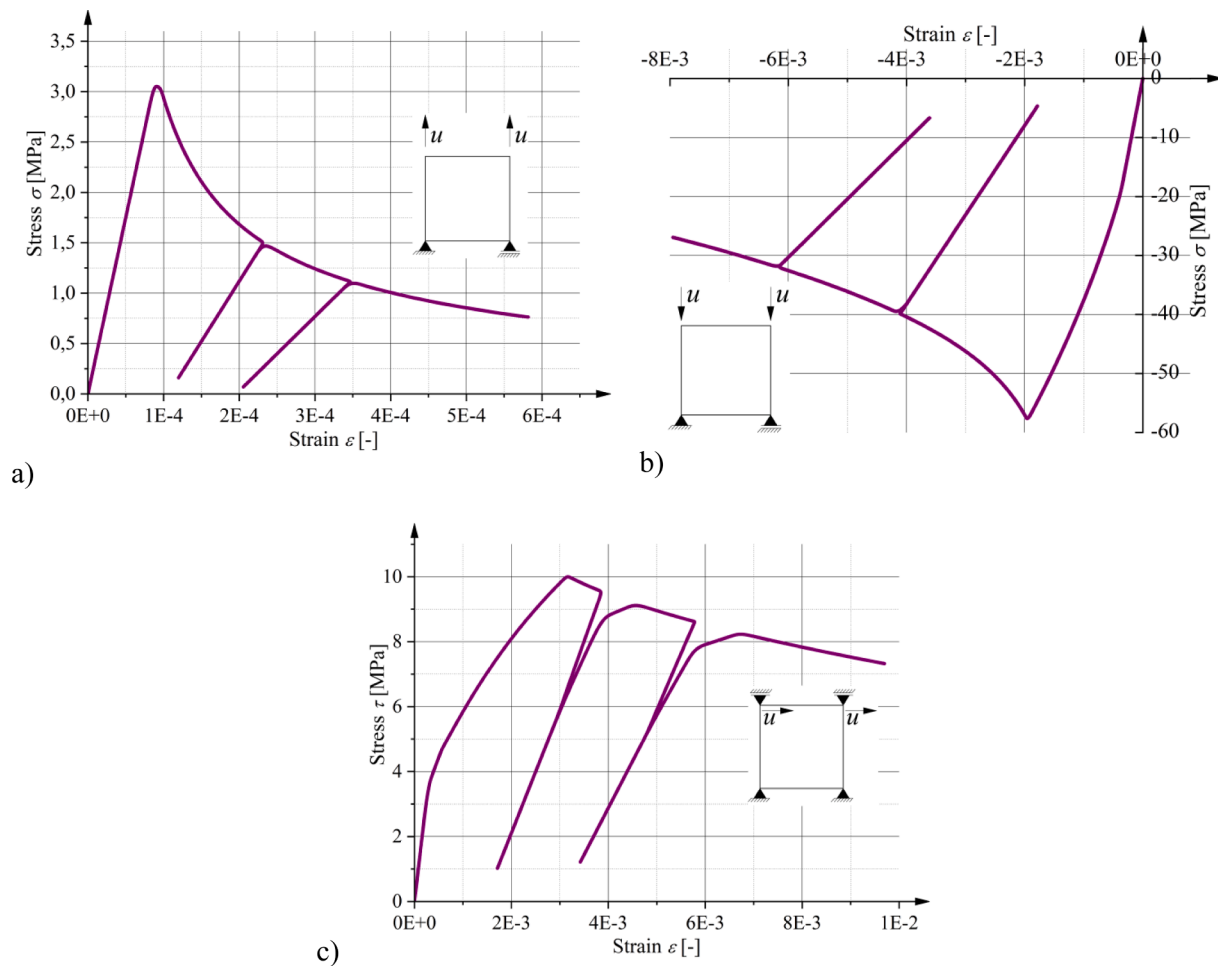 3,5
3,0
2,5
2,0
1,5
1,0
0,5
0,0
Stress σ [MPa]
0E+0 1E-4 2E-4 3E-4 4E-4 5E-4 6E-4
Strain ε [-]
u u
a)
Strain ε [-]
-8E-3 -6E-3 -4E-3 -2E-3 0E+0
0
-10
-20
-30
-40
-50
-60
Stress σ [MPa]
u u
b)
10
8
6
4
2
0
Stress τ [MPa]
0E+0 2E-3 4E-3 6E-3 8E-3 1E-2
Strain ε [-]
u u
c)